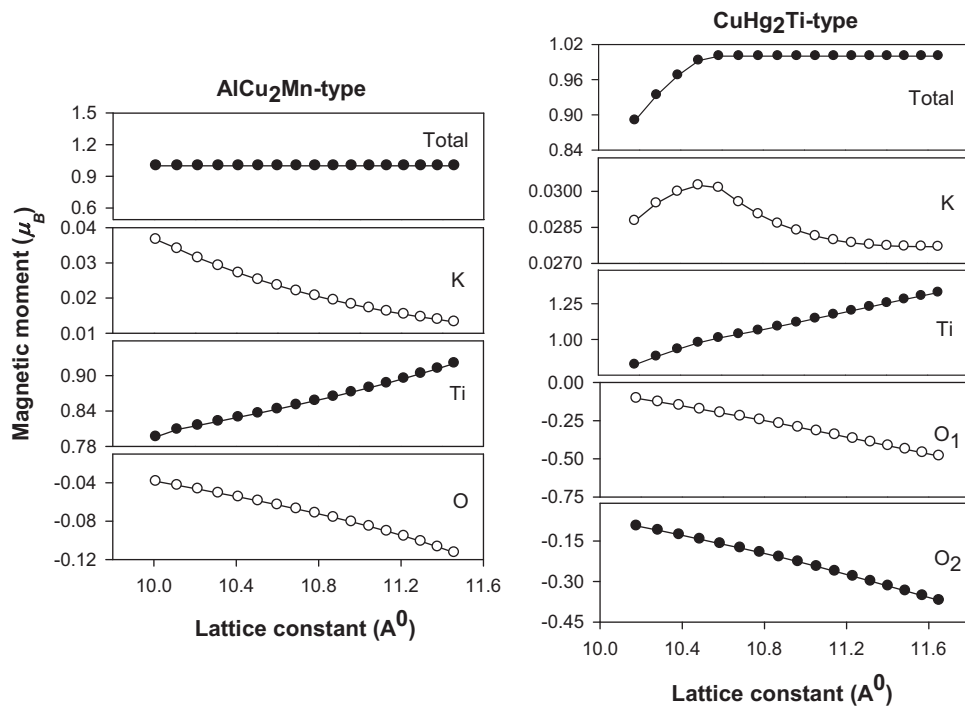 AlCu2Mn-type
Magnetic moment (μB)
1.5
1.2
0.9
0.6
Total
0.04
0.03
0.02
0.01
K
0.90
0.84
0.78
Ti
-0.04
-0.08
-0.12
O
10.0 10.4 10.8 11.2 11.6
Lattice constant (A0)
CuHg2Ti-type
1.02
0.96
0.90
0.84
Total
0.0300
0.0285
0.0270
K
1.25
1.00
Ti
0.00
-0.25
-0.50
-0.75
O1
-0.15
-0.30
-0.45
O2
10.0 10.4 10.8 11.2 11.6
Lattice constant (A0)